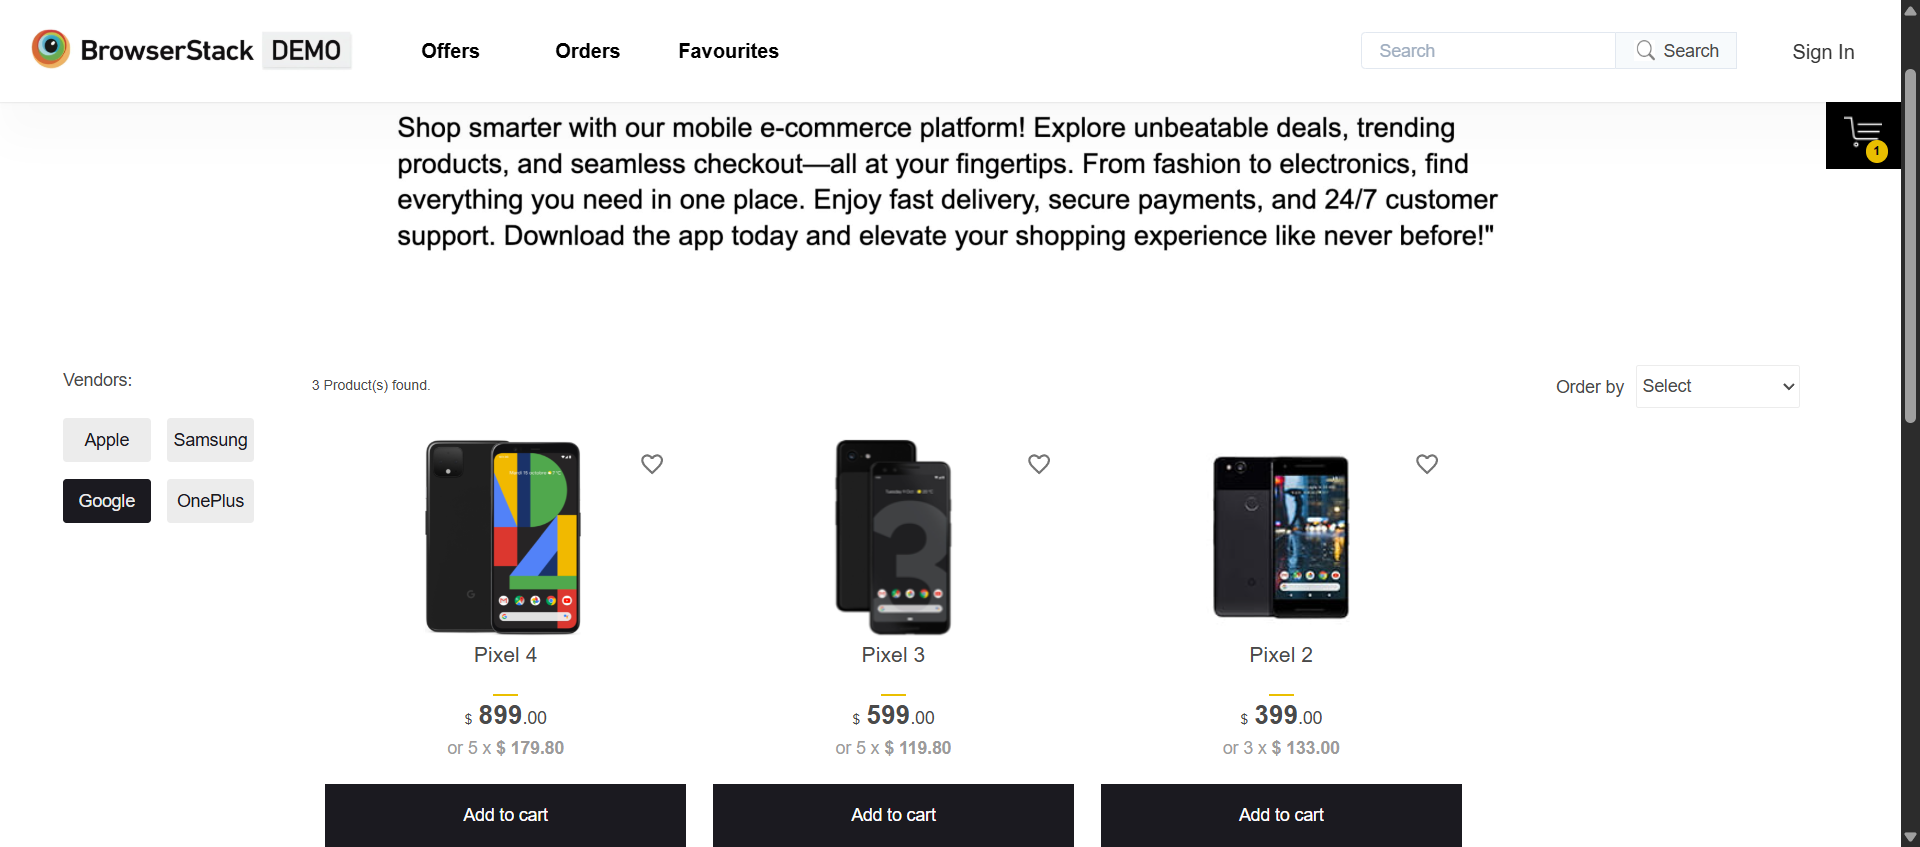 BrowserStack DEMO
Offers
Orders
Favourites
Search
Search
Sign In
1
Shop smarter with our mobile e-commerce platform! Explore unbeatable deals, trending
products, and seamless checkout—all at your fingertips. From fashion to electronics, find
everything you need in one place. Enjoy fast delivery, secure payments, and 24/7 customer
support. Download the app today and elevate your shopping experience like never before!"
Vendors:
Apple
Samsung
Google
OnePlus
3 Product(s) found.
Order by
Select
Pixel 4
$ 899.00
or 5 x $ 179.80
Add to cart
Pixel 3
$ 599.00
or 5 x $ 119.80
Add to cart
Pixel 2
$ 399.00
or 3 x $ 133.00
Add to cart